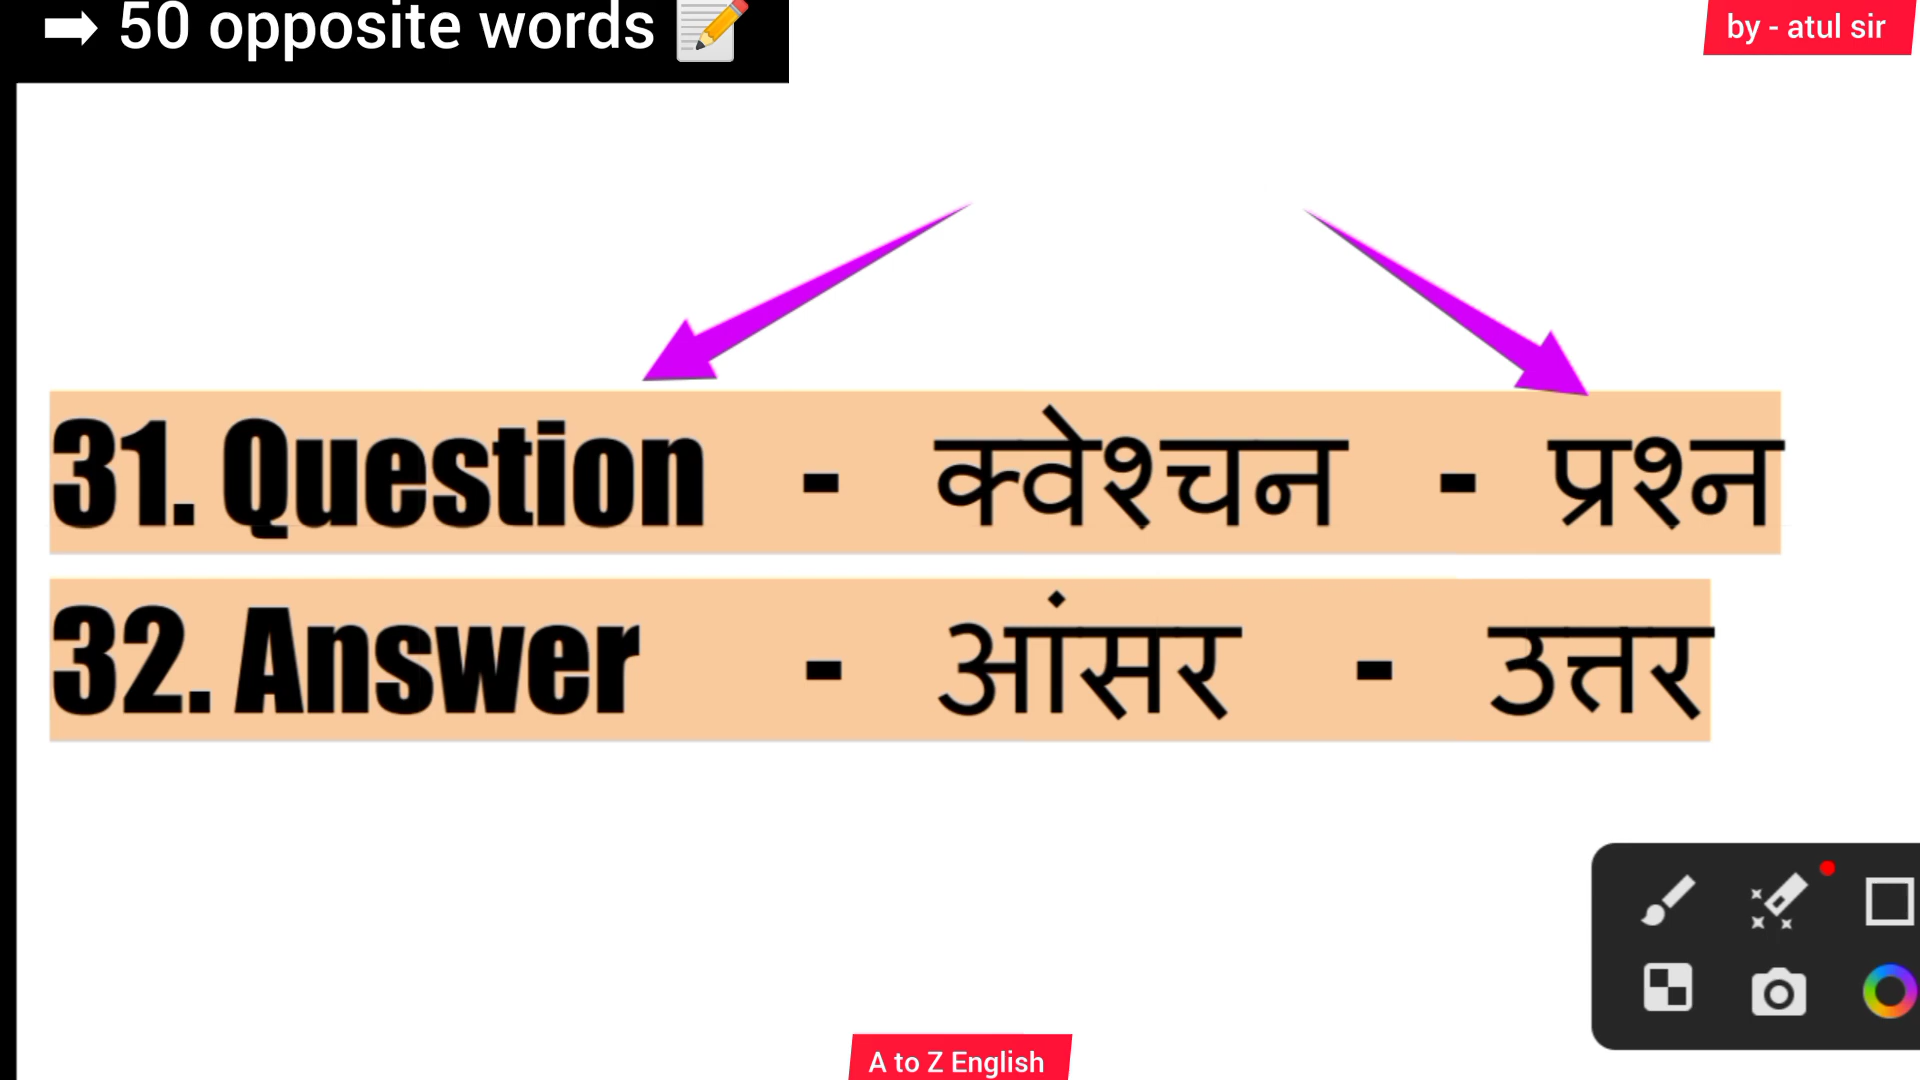 ➡ 50 opposite words 📝
by - atul sir
31. Question - क्वेश्चन - प्रश्न
32. Answer - आंसर - उत्तर
A to Z English